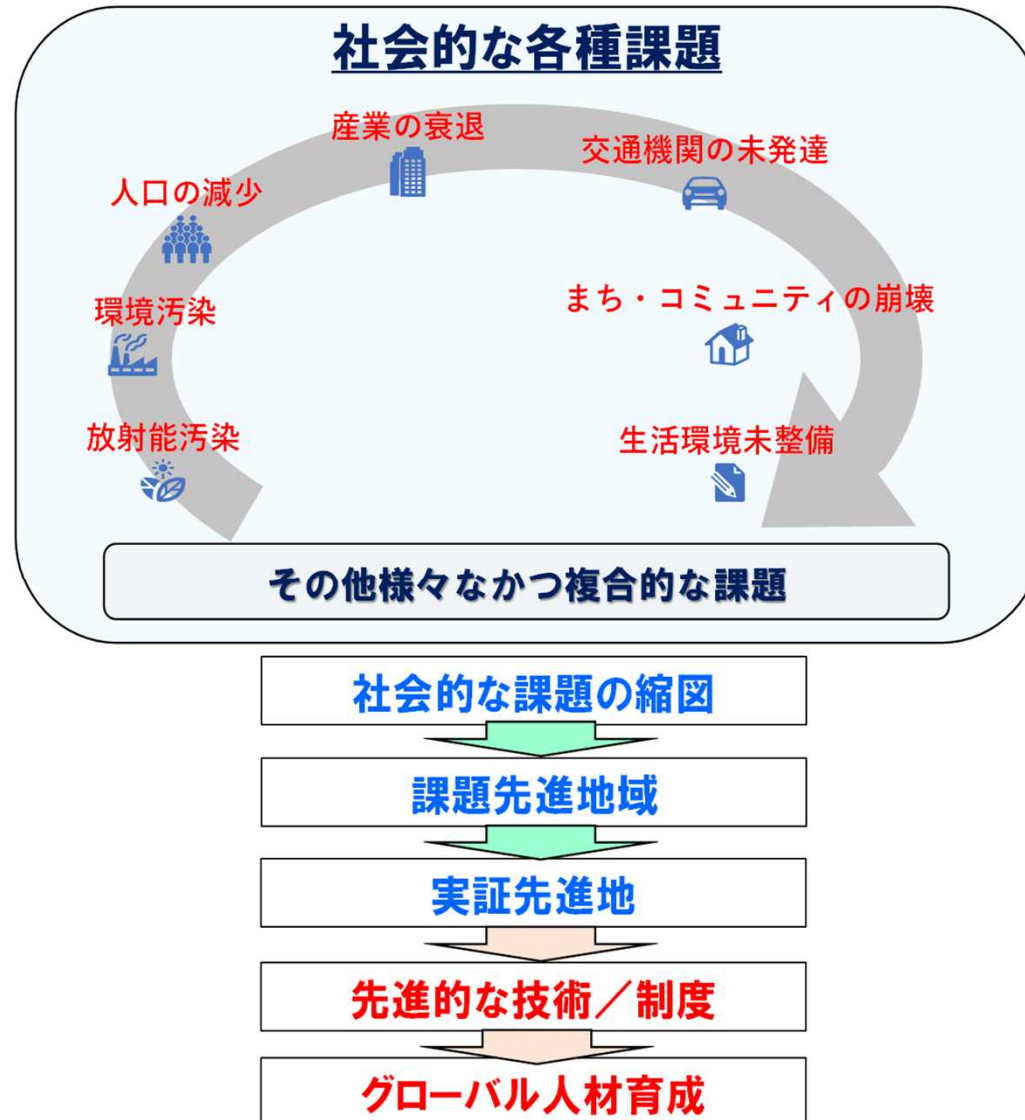 社会的な各種課題
産業の衰退
交通機関の未発達
人口の減少
まち・コミュニティの崩壊
環境汚染
放射能汚染
生活環境未整備
その他様々なかつ複合的な課題
社会的な課題の縮図
課題先進地域
実証先進地
先進的な技術／制度
グローバル人材育成